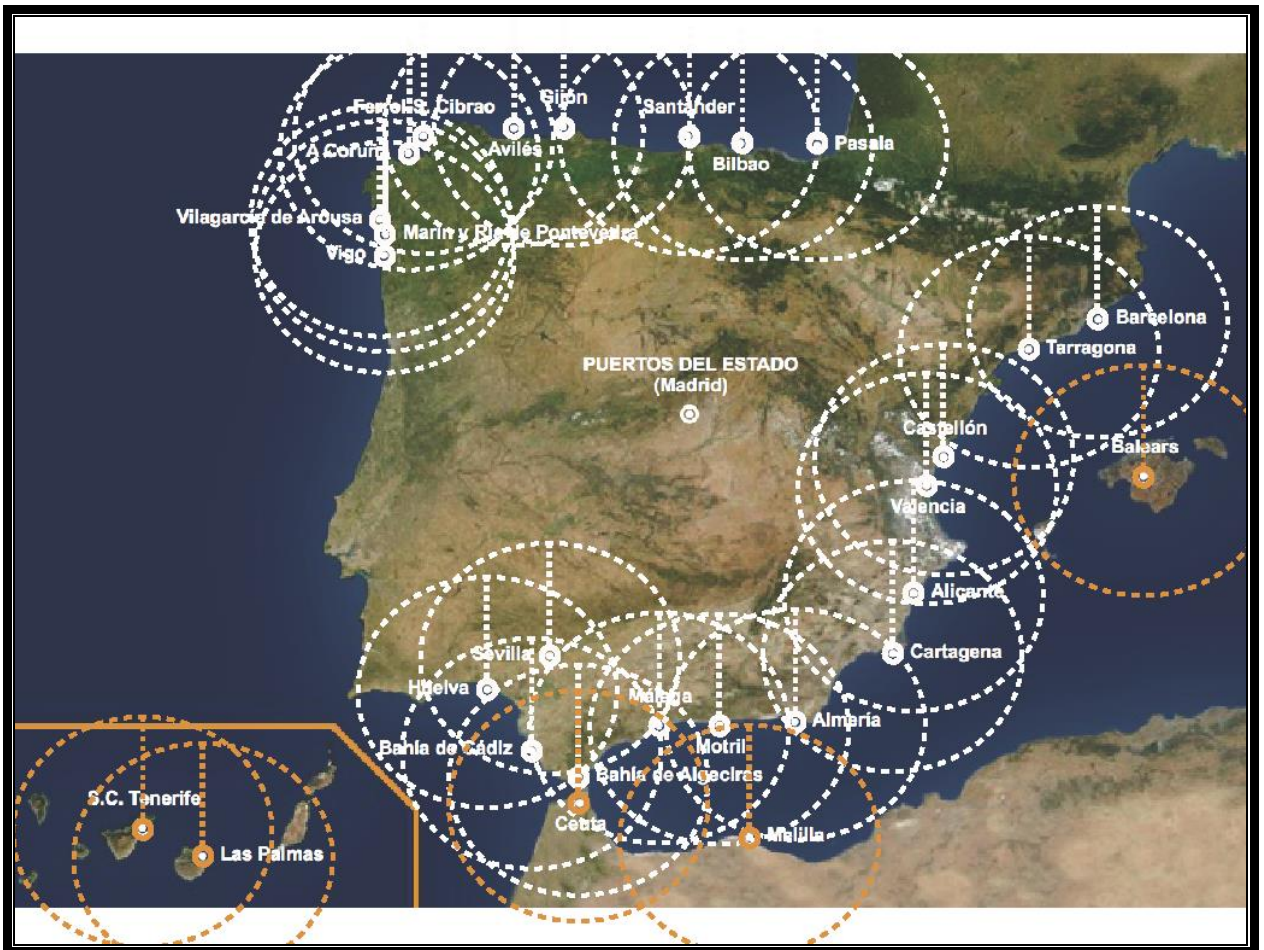 Gijón
Ferrol-S. Cibrao
Santander
A Coruña
Avilés
Bilbao
Pasaia
Vilagarcía de Arousa
Marín y Ría de Pontevedra
Vigo
Barcelona
Tarragona
PUERTOS DEL ESTADO
(Madrid)
Castellón
Balears
Valencia
Alicante
Sevilla
Cartagena
Huelva
Málaga
Almería
Bahía de Cádiz
Motril
Bahía de Algeciras
S.C. Tenerife
Ceuta
Melilla
Las Palmas